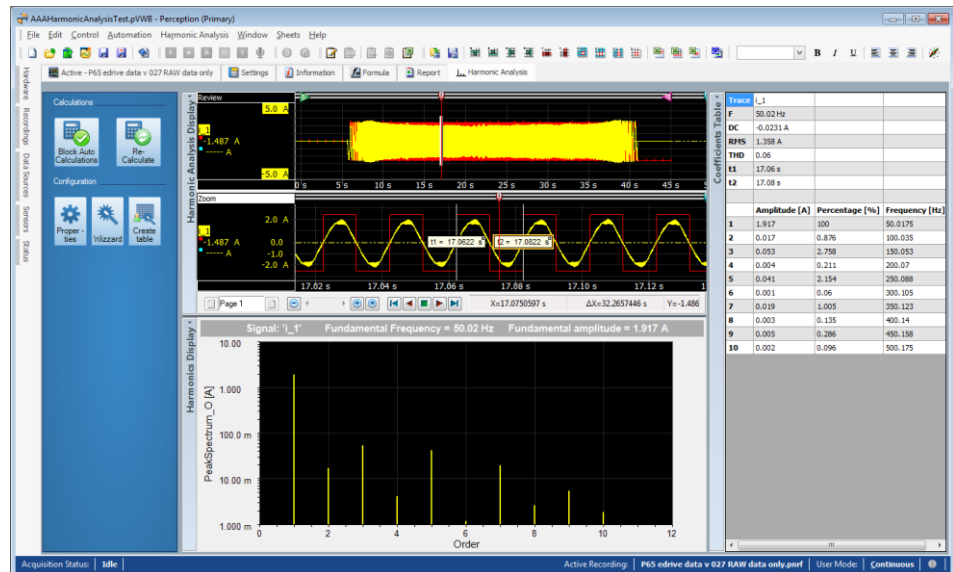 AAAHarmonicAnalysisTest.pVWB - Perception (Primary)
File Edit Control Automation Harmonic Analysis Window Sheets Help
B I U
Active - P65 edrive data v 027 RAW data only Settings Information Formula Report Harmonic Analysis
Hardware
Recordings
Data Sources
Sensors
Status
Calculations
Block Auto Calculations
Re-Calculate
Configuration
Proper-ties
Wizzard
Create table
Harmonic Analysis Display
Review
5.0 A
i_1
-1.487 A
----- A
-5.0 A
0's 5's 10 s 15 s 20 s 25 s 30 s 35 s 40 s 45 s
Zoom
2.0 A
i_1
-1.487 A 0.0
----- A -1.0
-2.0 A
t1 = 17.0622 s
t2 = 17.0822 s
17.02 s 17.04 s 17.06 s 17.08 s 17.10 s 17.12 s
Page 1
X=17.0750597 s ΔX=32.2657446 s Y=-1.486
Harmonics Display
Signal: 'i_1' Fundamental Frequency = 50.02 Hz Fundamental amplitude = 1.917 A
PeakSpectrum_O [A]
10.00
1.000
100.0 m
10.00 m
1.000 m
0 2 4 6 8 10 12
Order
Coefficients Table
Trace i_1
F 50.02 Hz
DC -0.0231 A
RMS 1.358 A
THD 0.06
t1 17.06 s
t2 17.08 s
Amplitude [A] Percentage [%] Frequency [Hz]
1 1.917 100 50.0175
2 0.017 0.876 100.035
3 0.053 2.758 150.053
4 0.004 0.211 200.07
5 0.041 2.154 250.088
6 0.001 0.06 300.105
7 0.019 1.005 350.123
8 0.003 0.135 400.14
9 0.005 0.286 450.158
10 0.002 0.096 500.175
Acquisition Status: Idle
Active Recording: P65 edrive data v 027 RAW data only.pnrf User Mode: Continuous